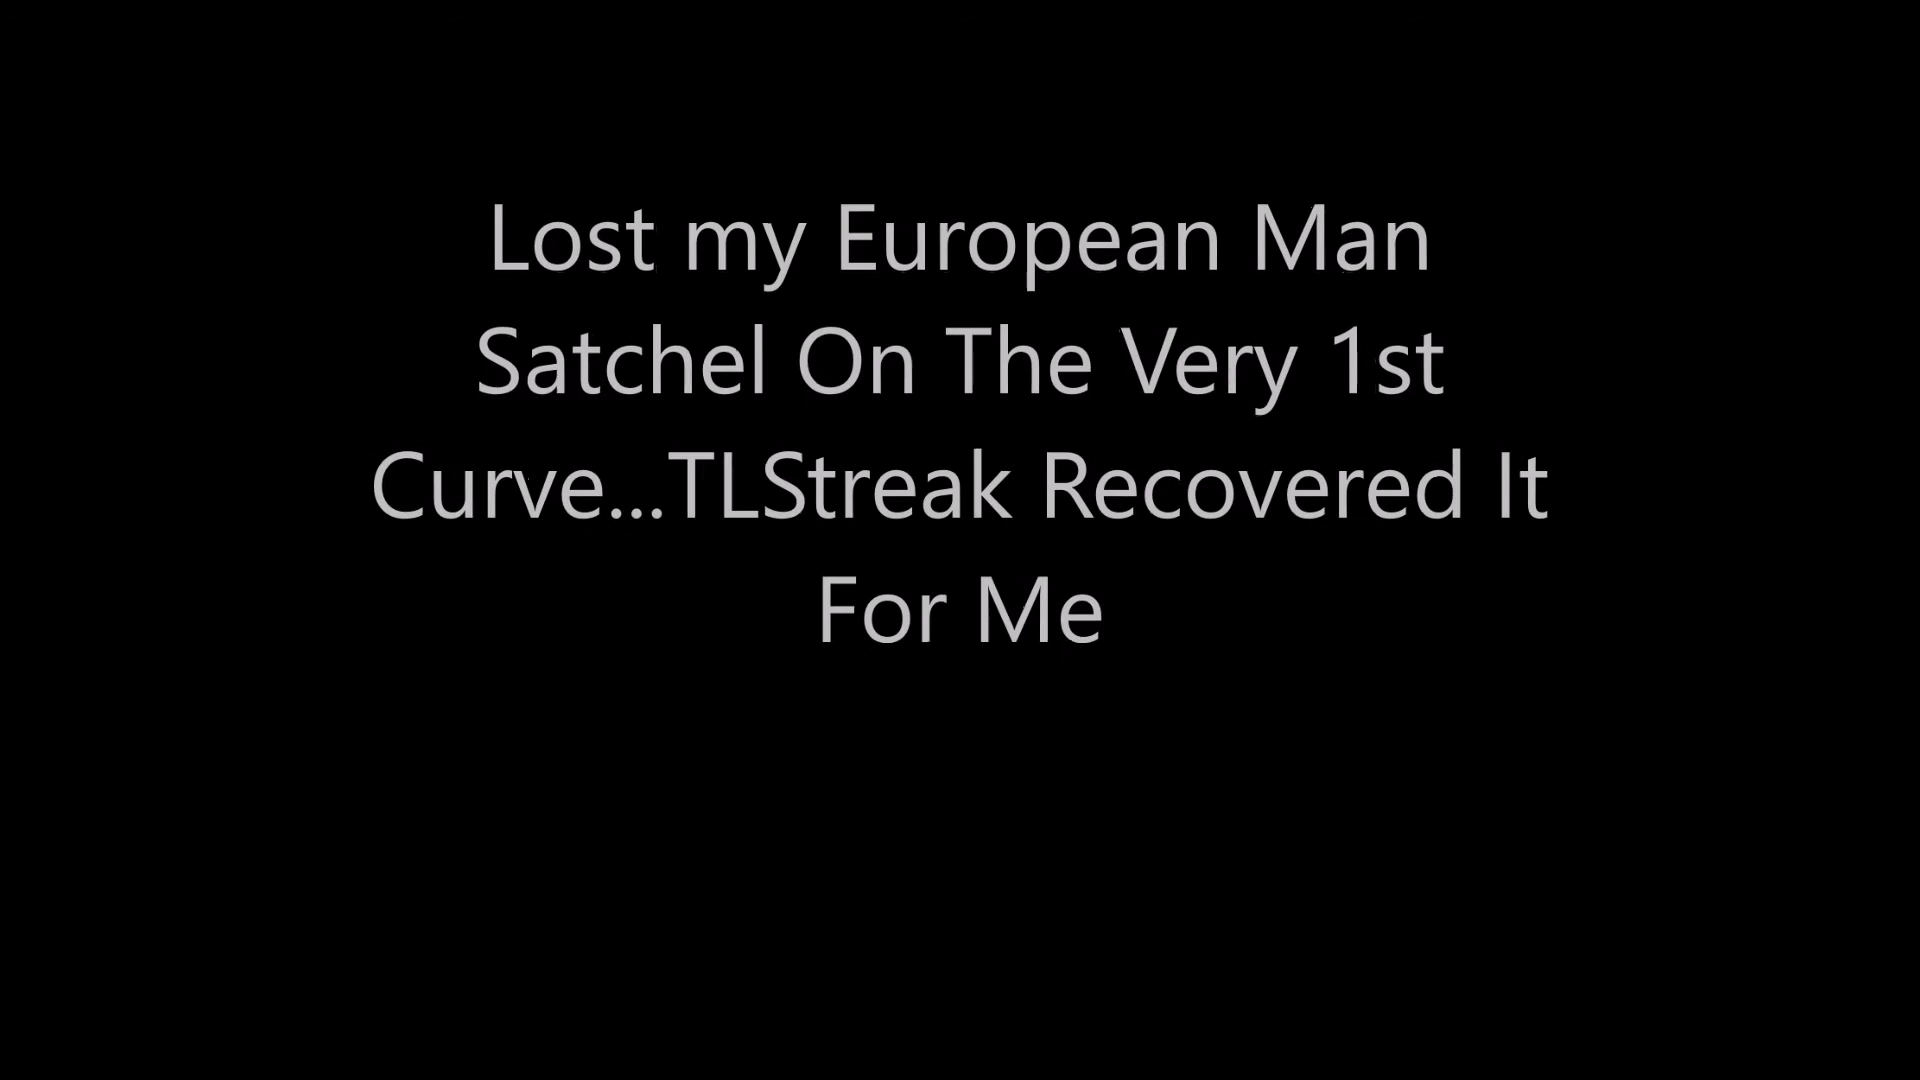 Lost my European Man
Satchel On The Very 1st
Curve...TLStreak Recovered It
For Me